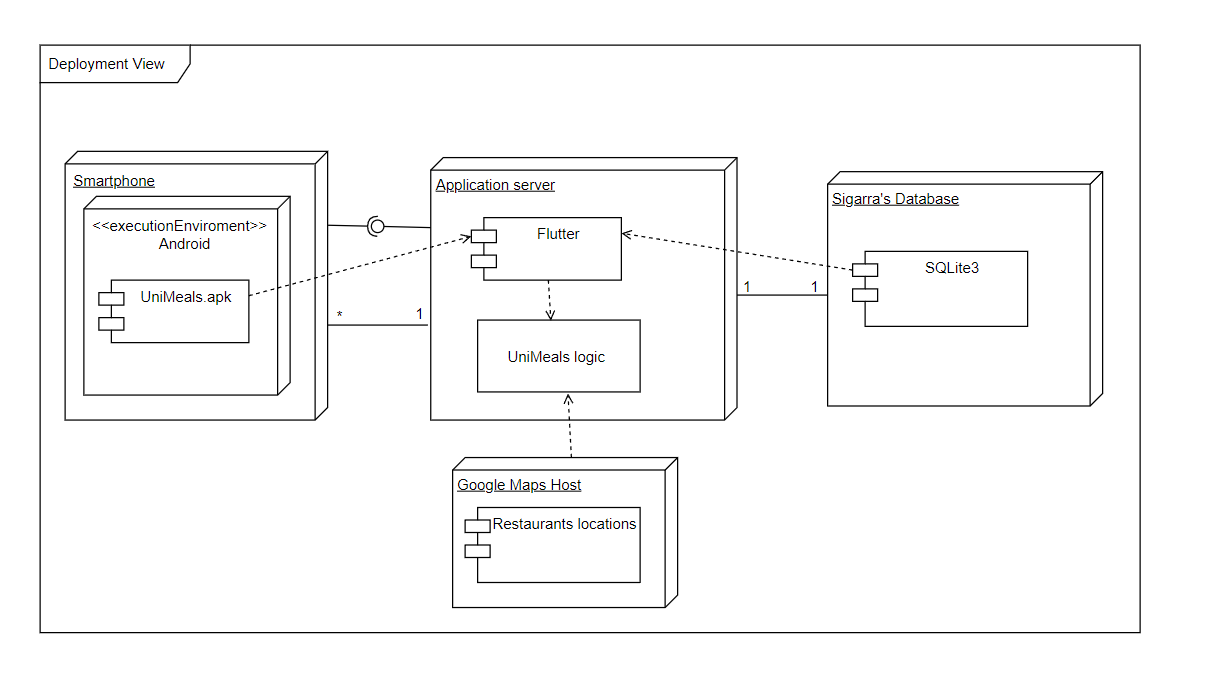 Deployment View
Smartphone
<<executionEnviroment>>
Android
UniMeals.apk
*
1
Application server
Flutter
UniMeals logic
1
1
Sigarra's Database
SQLite3
Google Maps Host
Restaurants locations